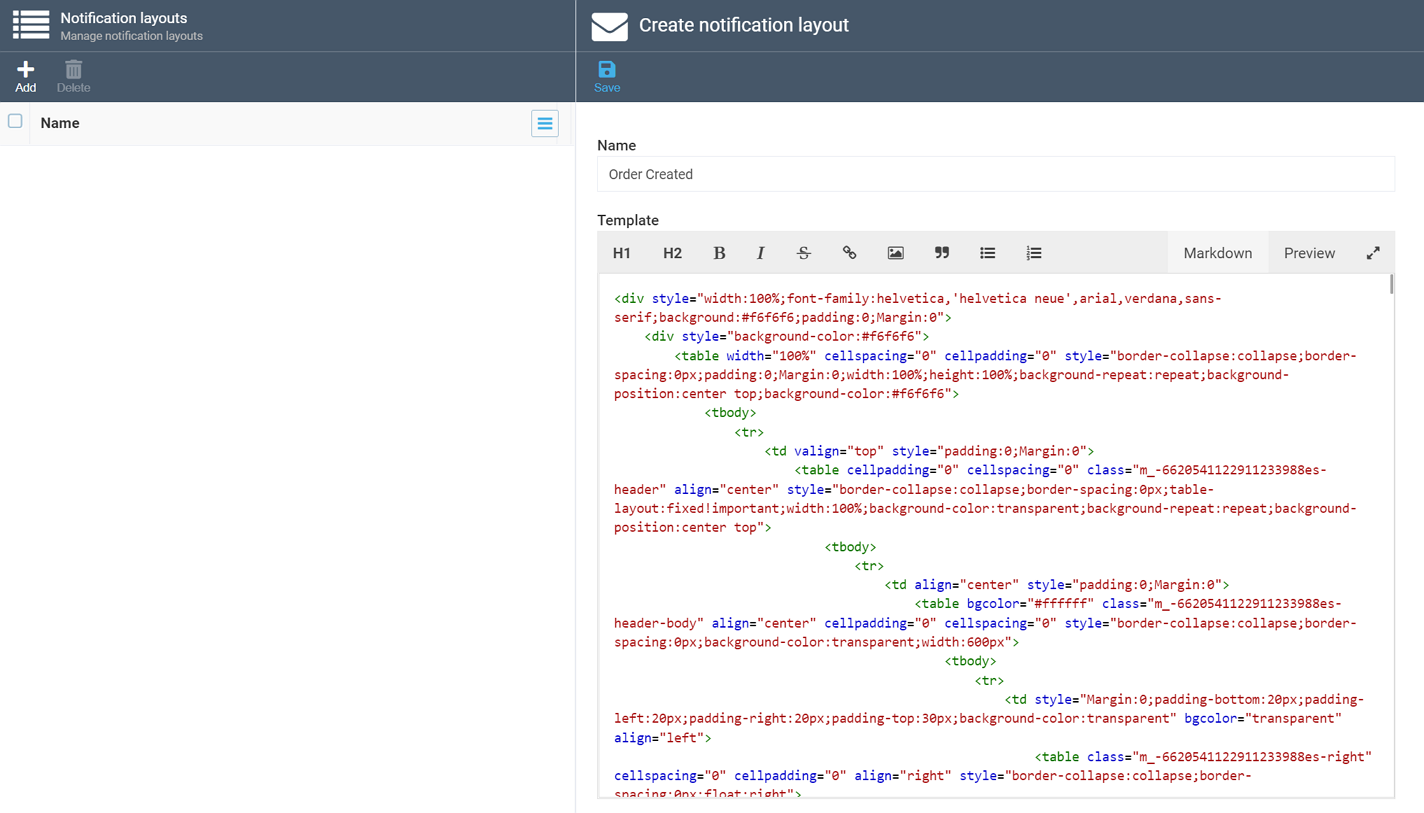 Notification layouts
Manage notification layouts
Add
Delete
Name
Create notification layout
Save
Name
Order Created
Template
H1 H2 B I S Markdown Preview
<div style="width:100%;font-family:helvetica,'helvetica neue',arial,verdana,sans-
serif;background:#f6f6f6;padding:0;Margin:0">
<div style="background-color:#f6f6f6">
<table width="100%" cellspacing="0" cellpadding="0" style="border-collapse:collapse;border-
spacing:0px;padding:0;Margin:0;width:100%;height:100%;background-repeat:repeat;background-
position:center top;background-color:#f6f6f6">
<tbody>
<tr>
<td valign="top" style="padding:0;Margin:0">
<table cellpadding="0" cellspacing="0" class="m_-6620541122911233988es-
header" align="center" style="border-collapse:collapse;border-spacing:0px;table-
layout:fixed!important;width:100%;background-color:transparent;background-repeat:repeat;background-
position:center top">
<tbody>
<tr>
<td align="center" style="padding:0;Margin:0">
<table bgcolor="#ffffff" class="m_-6620541122911233988es-
header-body" align="center" cellpadding="0" cellspacing="0" style="border-collapse:collapse;border-
spacing:0px;background-color:transparent;width:600px">
<tbody>
<tr>
<td style="Margin:0;padding-bottom:20px;padding-
left:20px;padding-right:20px;padding-top:30px;background-color:transparent" bgcolor="transparent"
align="left">
<table class="m_-6620541122911233988es-right"
cellspacing="0" cellpadding="0" align="right" style="border-collapse:collapse;border-
spacing:0px;float:right">